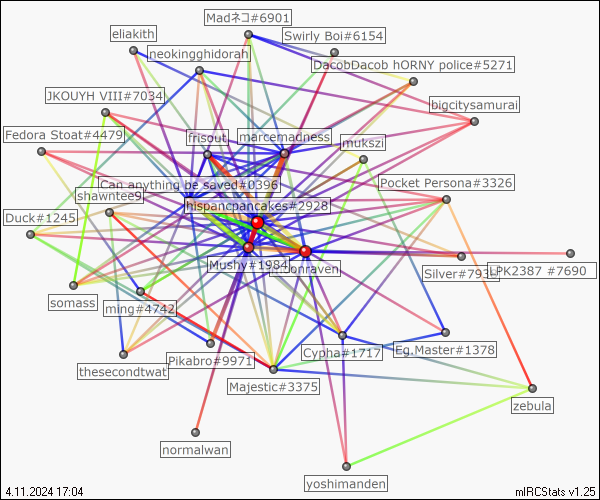 Madネコ#6901
Swirly Boi#6154
eliakith
neokingghidorah
DacobDacob hORNY police#5271
JKOUYH VIII#7034
bigcitysamurai
Fedora Stoat#4479
frisout
marcemadness
mukszi
Can anything be saved#0396
Pocket Persona#3326
shawntee9
hispanchancakes#2928
Duck#1245
Mushy#1984
onraven
Silver#793
LPK2387 #7690
somass
ming#4742
Cypha#1717
Eg.Master#1378
thesecondtwat
Pikabro#9971
Majestic#3375
zebula
normalwan
yoshimanden
4.11.2024 17:04
mIRCStats v1.25